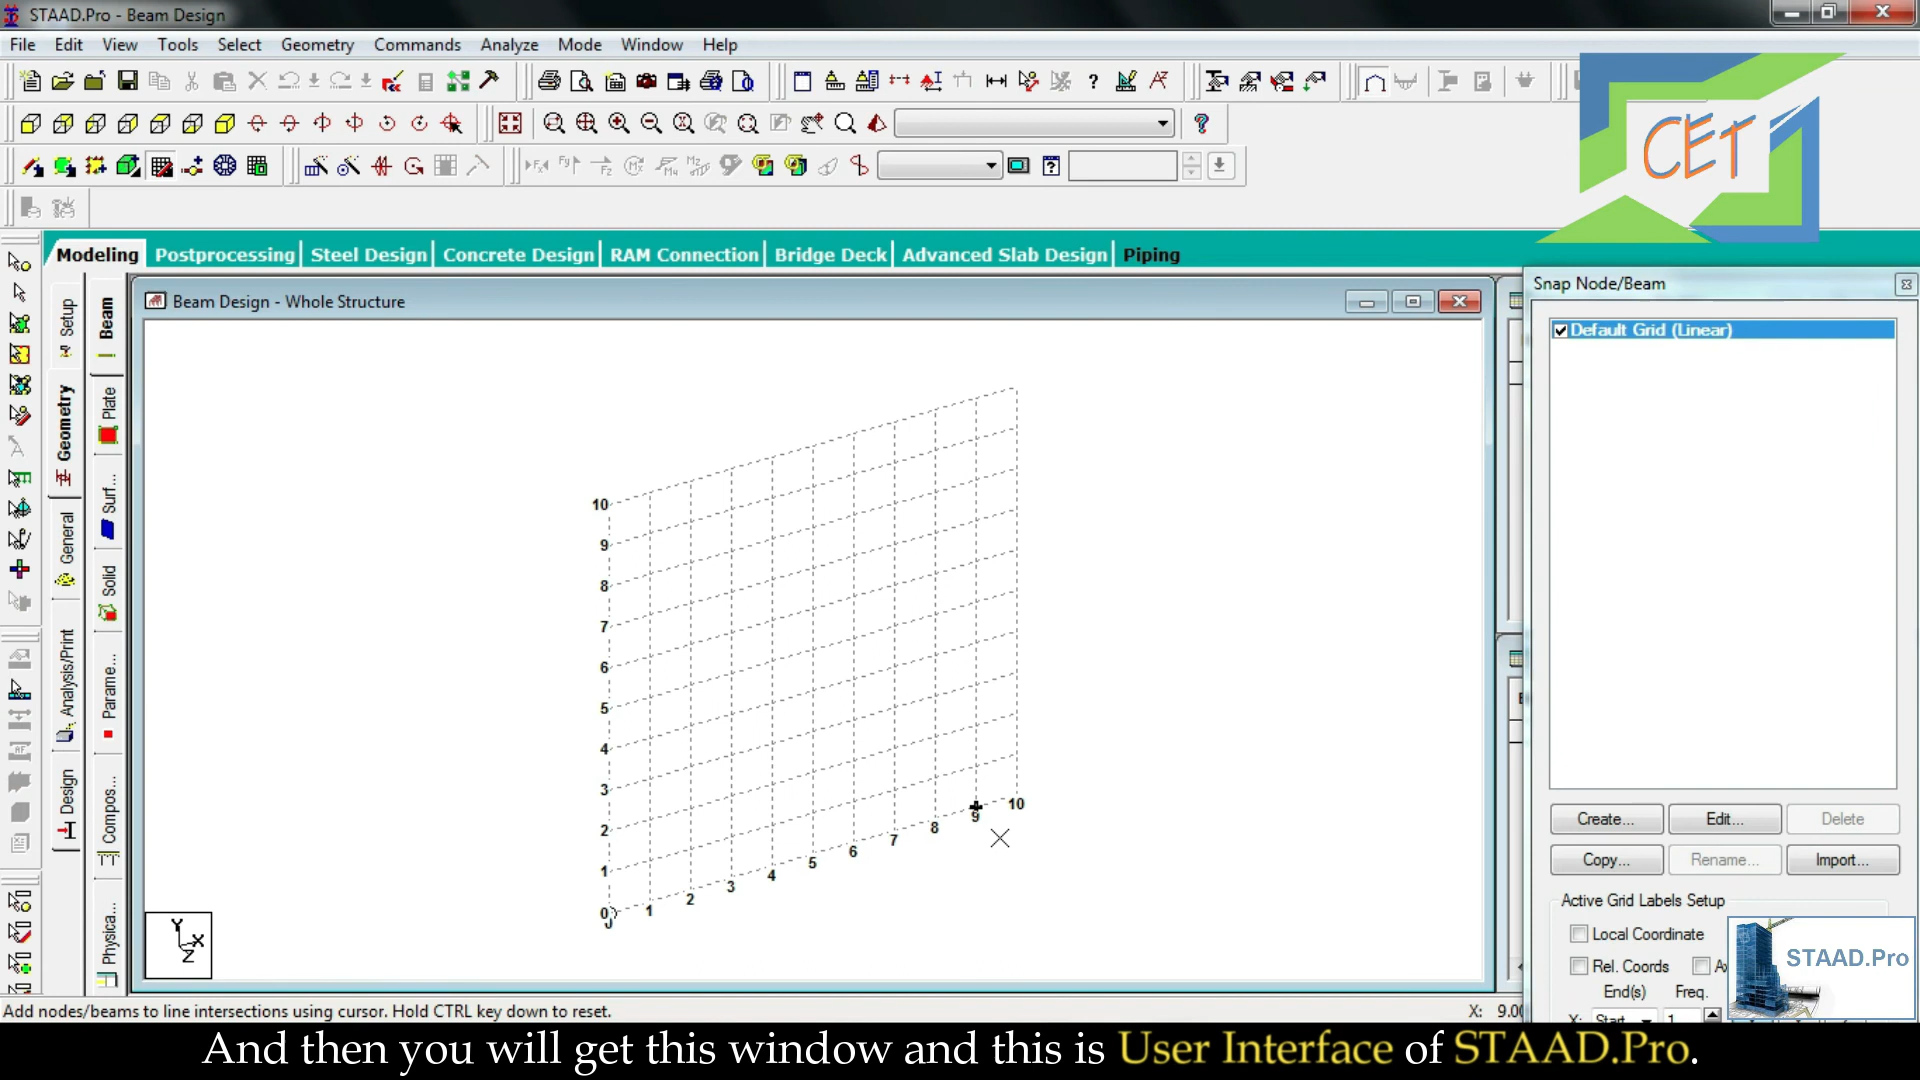 STAAD.Pro - Beam Design
File Edit View Tools Select Geometry Commands Analyze Mode Window Help
CET
Modeling Postprocessing Steel Design Concrete Design RAM Connection Bridge Deck Advanced Slab Design Piping
Setup
Geometry
General
Analysis/Print
Design
Beam
Plate
Surf...
Solid
Parame...
Compos...
Physica...
Beam Design - Whole Structure
10
9
8
7
6
5
4
3
2
1
0
1 2 3 4 5 6 7 8 9 10
Y
X
Z
Snap Node/Beam
Default Grid (Linear)
Create... Edit... Delete
Copy... Rename... Import...
Active Grid Labels Setup
Local Coordinate
Rel. Coords
End(s) Freq.
X: Start 1
STAAD.Pro
Add nodes/beams to line intersections using cursor. Hold CTRL key down to reset.
X: 9.00
And then you will get this window and this is User Interface of STAAD.Pro.